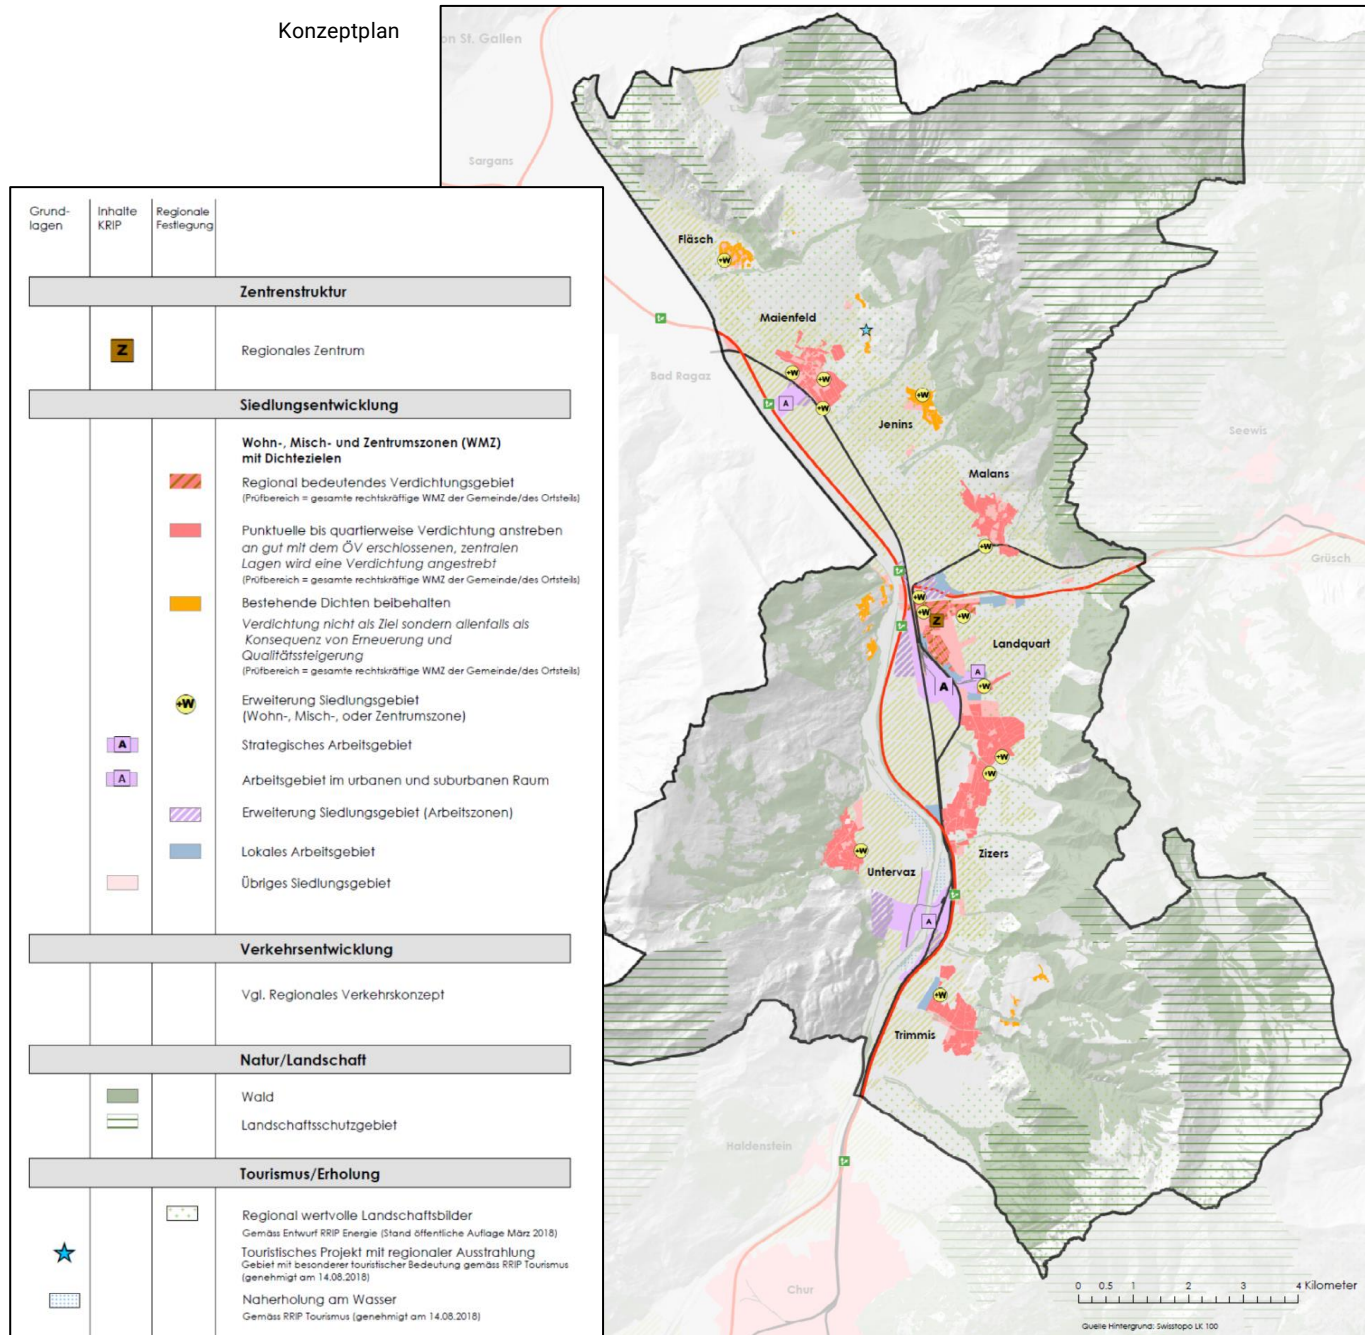 Konzeptplan
on St. Gallen
Sargans
Fläsch
Maienfeld
Bad Ragaz
A
Jenins
Seewis
Malans
Grüsch
Z
Landquart
A
A
Zizers
Untervaz
A
Trimmis
Haldenstein
Chur
+W
+W
+W
+W
+W
+W
+W
+W
+W
+W
+W
+W
+W
+W
0 0.5 1 2 3 4 Kilometer
Quelle Hintergrund: Swisstopo LK 100
Grund-
lagen
Inhalte
KRIP
Regionale
Festlegung
Zentrenstruktur
Z
Regionales Zentrum
Siedlungsentwicklung
Wohn-, Misch- und Zentrumszonen (WMZ)
mit Dichtezielen
Regional bedeutendes Verdichtungsgebiet
(Prüfbereich = gesamte rechtskräftige WMZ der Gemeinde/des Ortsteils)
Punktuelle bis quartierweise Verdichtung anstreben
an gut mit dem ÖV erschlossenen, zentralen
Lagen wird eine Verdichtung angestrebt
(Prüfbereich = gesamte rechtskräftige WMZ der Gemeinde/des Ortsteils)
Bestehende Dichten beibehalten
Verdichtung nicht als Ziel sondern allenfalls als
Konsequenz von Erneuerung und
Qualitätssteigerung
(Prüfbereich = gesamte rechtskräftige WMZ der Gemeinde/des Ortsteils)
+W
Erweiterung Siedlungsgebiet
(Wohn-, Misch-, oder Zentrumszone)
A
Strategisches Arbeitsgebiet
A
Arbeitsgebiet im urbanen und suburbanen Raum
Erweiterung Siedlungsgebiet (Arbeitszonen)
Lokales Arbeitsgebiet
Übriges Siedlungsgebiet
Verkehrsentwicklung
Vgl. Regionales Verkehrskonzept
Natur/Landschaft
Wald
Landschaftsschutzgebiet
Tourismus/Erholung
Regional wertvolle Landschaftsbilder
Gemäss Entwurf RRIP Energie (Stand öffentliche Auflage März 2018)
Touristisches Projekt mit regionaler Ausstrahlung
Gebiet mit besonderer touristischer Bedeutung gemäss RRIP Tourismus
(genehmigt am 14.08.2018)
Naherholung am Wasser
Gemäss RRIP Tourismus (genehmigt am 14.08.2018)